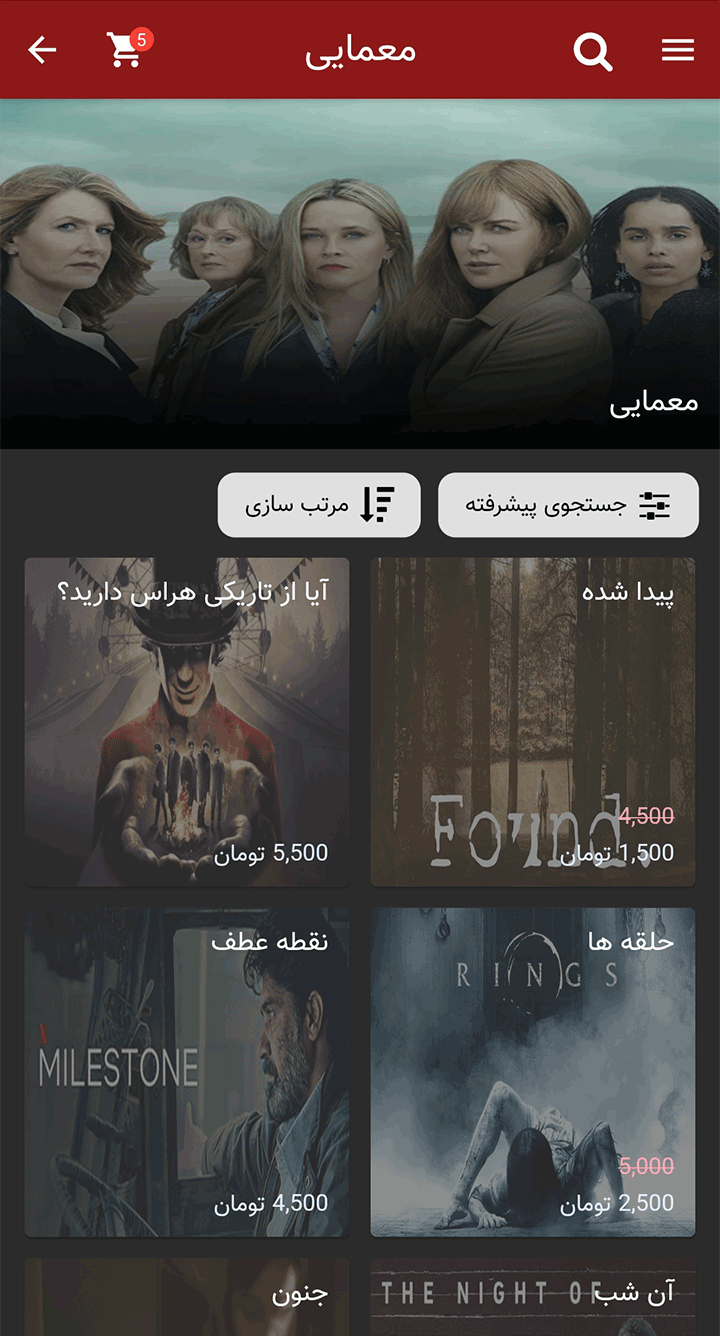 معمایی
5
معمایی
جستجوی پیشرفته
مرتب سازی
پیدا شده
Found.
4,500
1,500 تومان
آیا از تاریکی هراس دارید؟
5,500 تومان
حلقه ها
RINGS
5,000
2,500 تومان
نقطه عطف
MILESTONE
4,500 تومان
آن شب
THE NIGHT OF
جنون